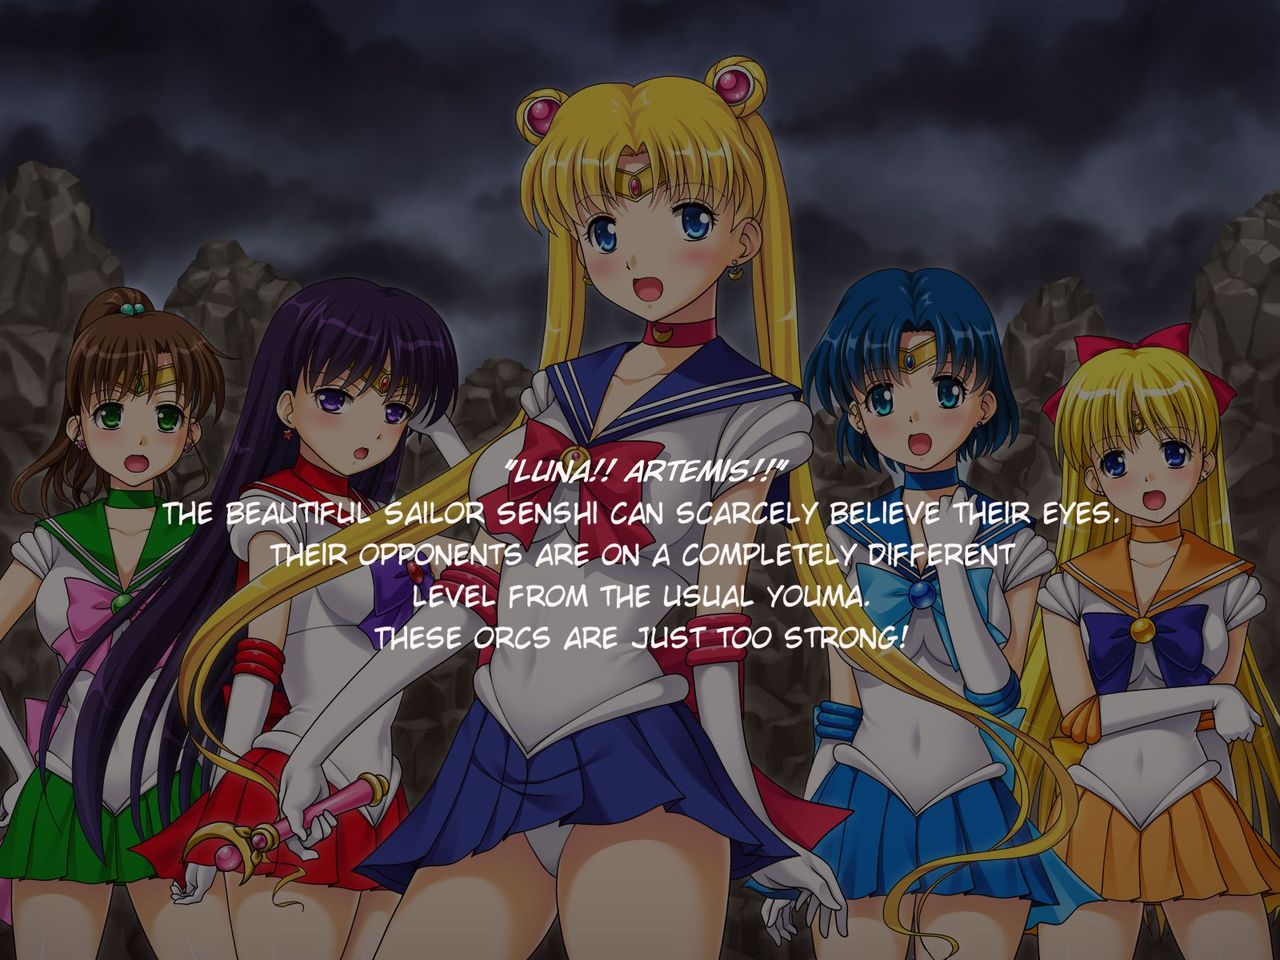 "LUNA!! ARTEMIS!!"
THE BEAUTIFUL SAILOR SENSHI CAN SCARCELY BELIEVE THEIR EYES.
THEIR OPPONENTS ARE ON A COMPLETELY DIFFERENT
LEVEL FROM THE USUAL YOUMA.
THESE ORCS ARE JUST TOO STRONG!